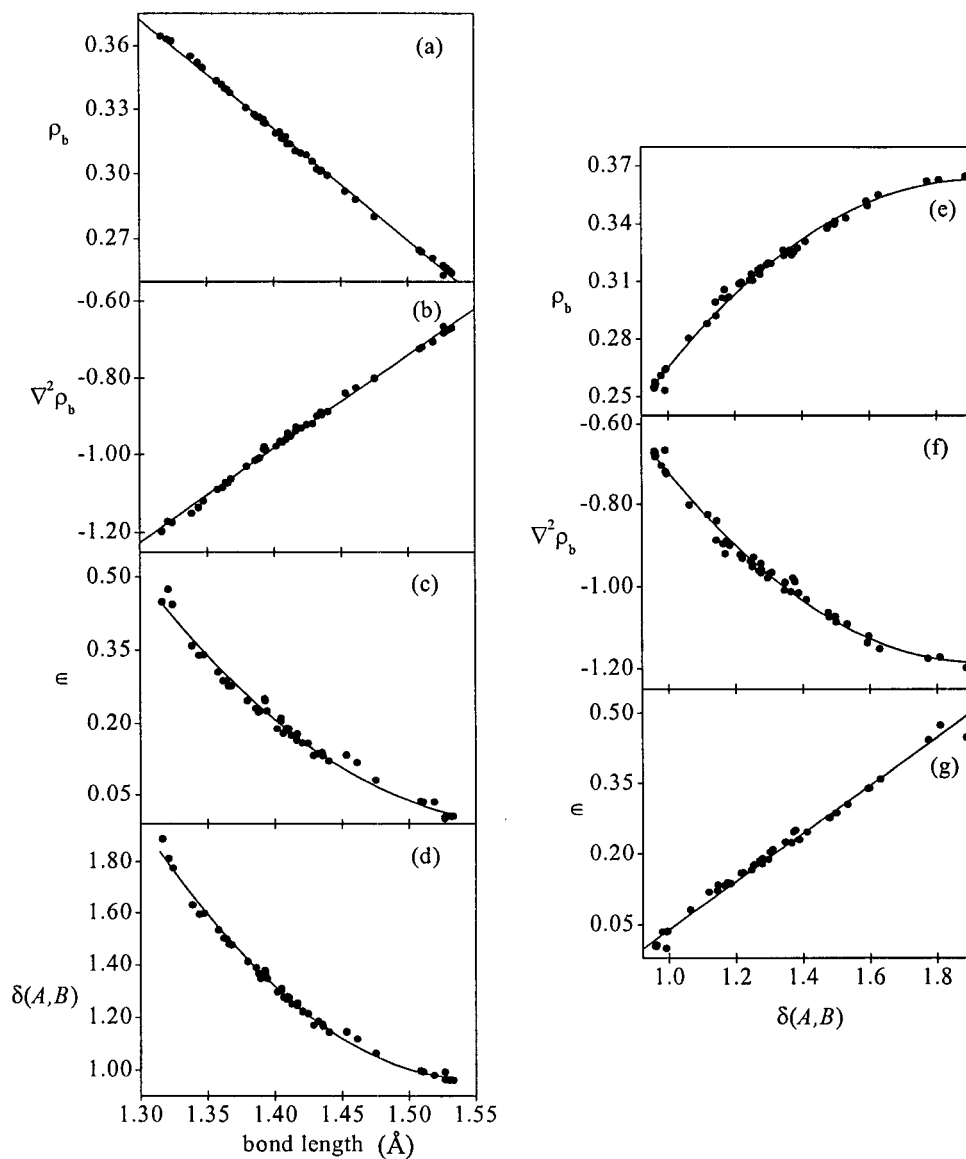 (a)
0.36
0.33
ρb
0.30
0.27
(b)
-0.60
-0.80
∇²ρb
-1.00
-1.20
(c)
0.50
0.35
∈
0.20
0.05
(d)
1.80
1.60
1.40
δ(A,B)
1.20
1.00
1.30 1.35 1.40 1.45 1.50 1.55
bond length (Å)
0.37
(e)
0.34
ρb
0.31
0.28
0.25
-0.60
(f)
-0.80
∇²ρb
-1.00
-1.20
0.50
(g)
0.35
∈
0.20
0.05
1.0 1.2 1.4 1.6 1.8
δ(A,B)